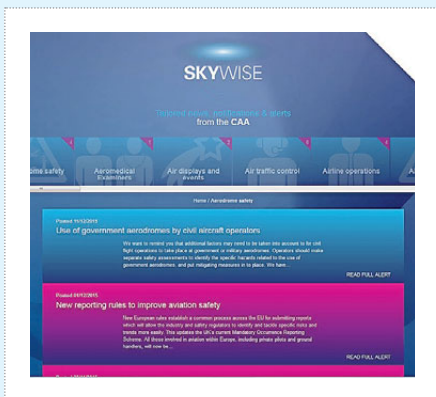 SKYWISE
Tailored news, notifications & alerts
from the CAA
ome safety
Aeromedical
Examiners
Air displays and
events
Air traffic control
Airline operations
Home / Aerodrome safety
Posted 11/12/2015
Use of government aerodromes by civil aircraft operators
We want to remind you that additional factors may need to be taken into account to for civil
flight operations to take place at government or military aerodromes. Operators should make
separate safety assessments to identify the specific hazards related to the use of
government aerodromes, and put mitigating measures in to place. We have...
READ FULL ALERT
New reporting rules to improve aviation safety
New European rules establish a common process across the EU for submitting reports
which will allow the industry and safety regulators to identify and tackle specific risks and
trends more easily. This updates the UK's current Mandatory Occurrence Reporting
Scheme. All those involved in aviation within Europe, including private pilots and ground
handlers, will now be...
READ FULL ALERT